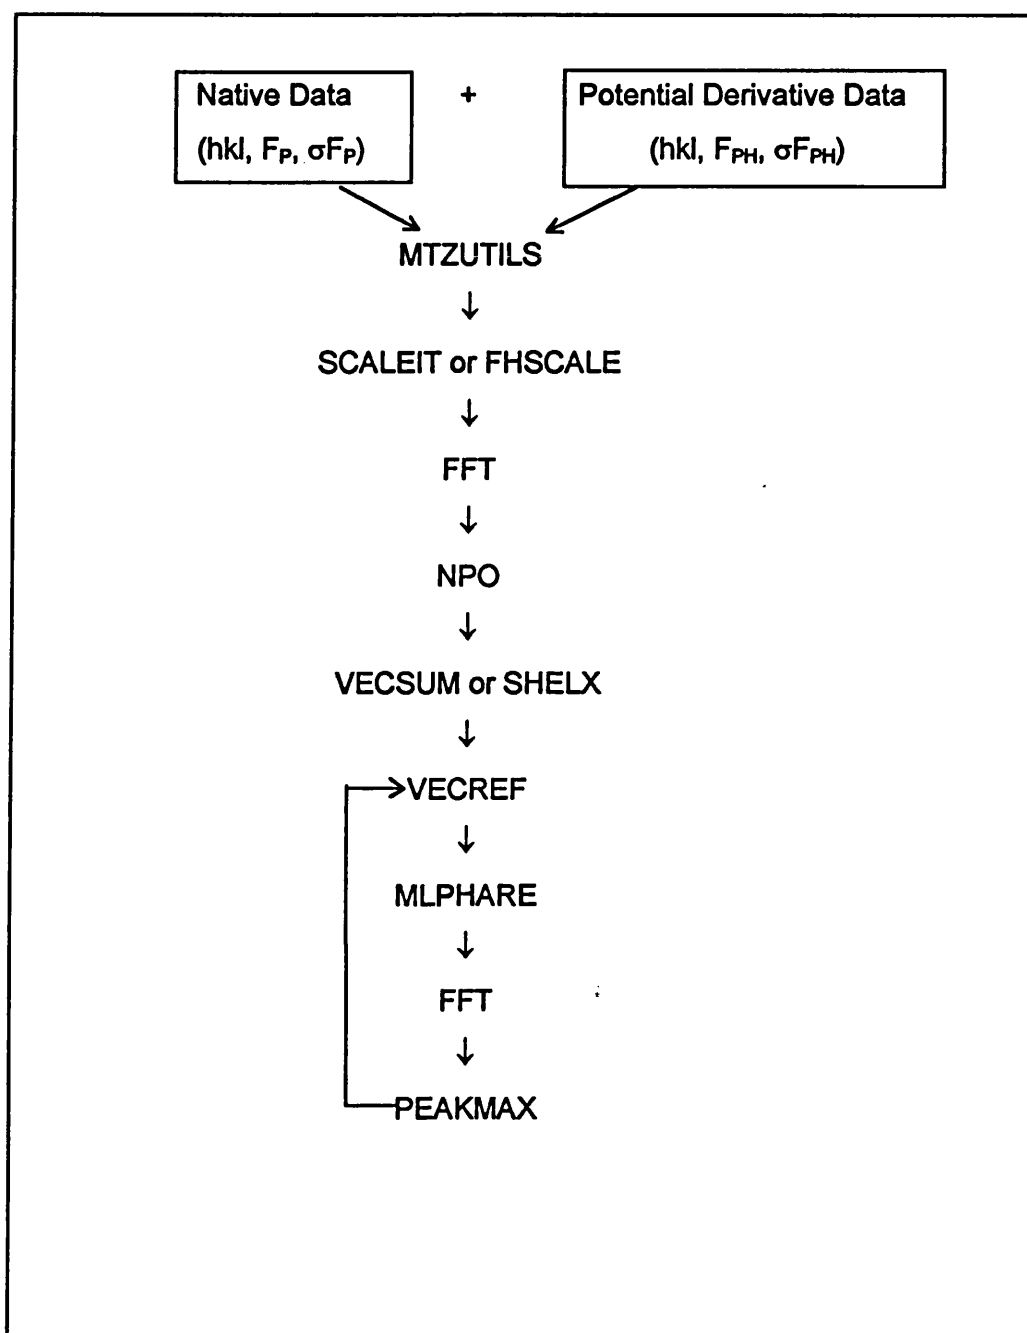 Native Data + Potential Derivative Data
(hkl, FP, σFP) (hkl, FPH, σFPH)
MTZUTILS
↓
SCALEIT or FHSCALE
↓
FFT
↓
NPO
↓
VECSUM or SHELX
↓
VECREF
↓
MLPHARE
↓
FFT
↓
PEAKMAX